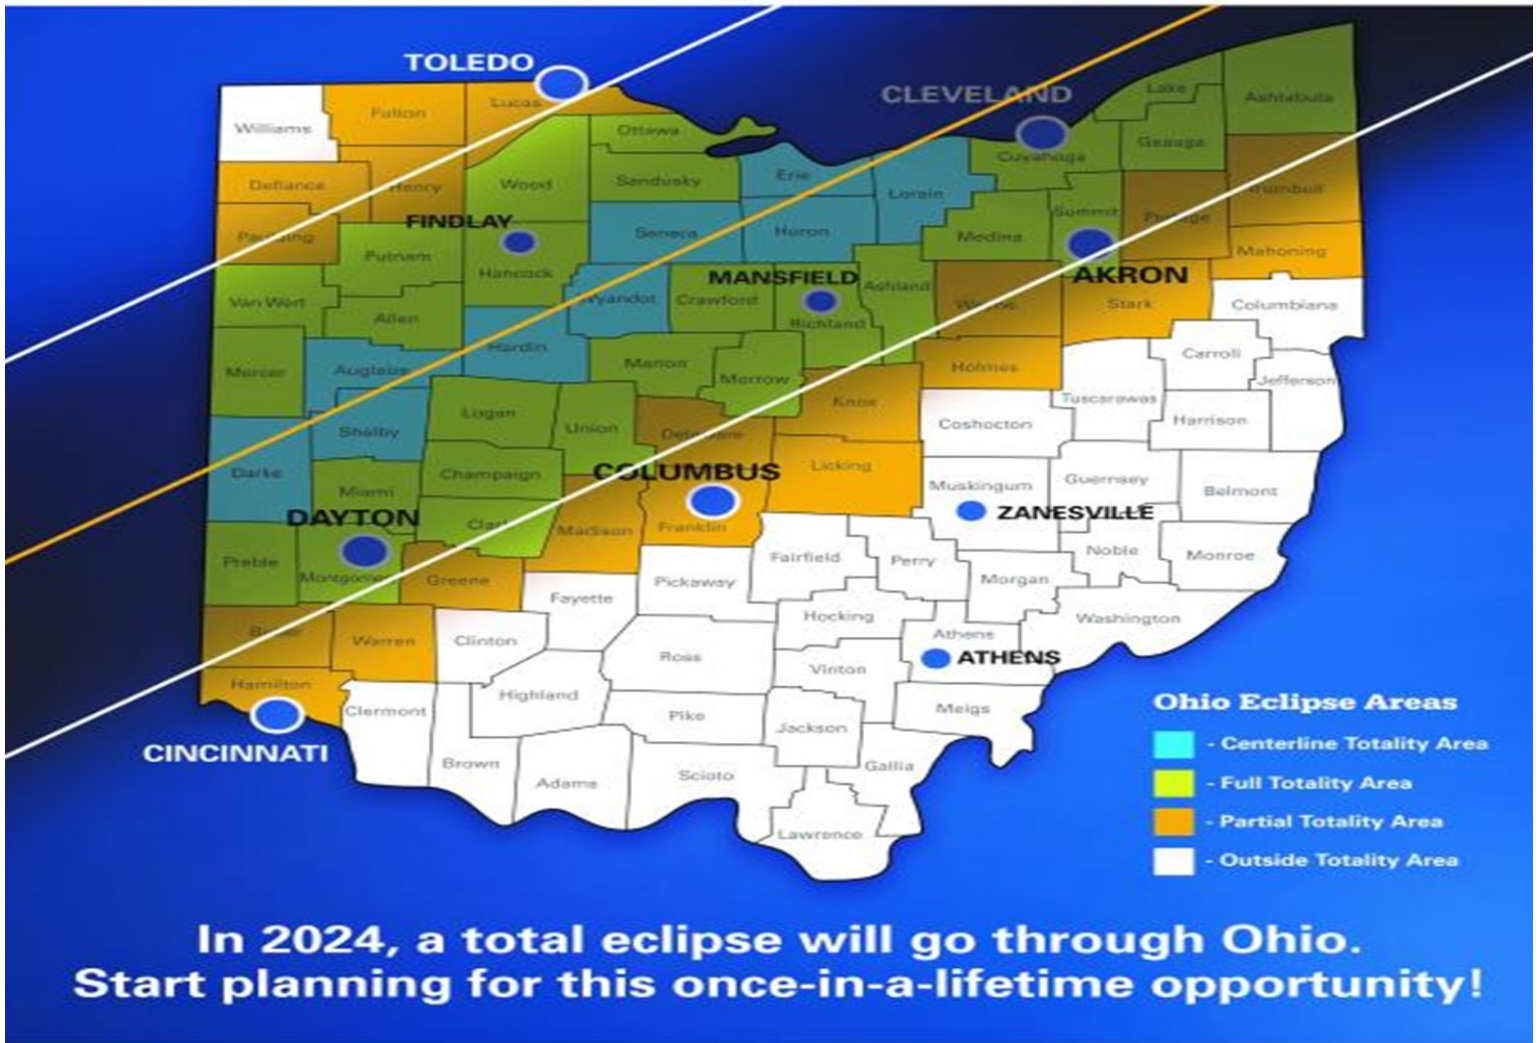 TOLEDO
CLEVELAND
Williams
Fulton
Lucas
Ottawa
Lake
Ashtabula
Cuyahoga
Geauga
Defiance
Henry
Wood
Sandusky
Erie
Lorain
Trumbull
FINDLAY
Paulding
Putnam
Hancock
Seneca
Huron
Medina
Summit
Portage
Mahoning
MANSFIELD
AKRON
Van Wert
Allen
Wyandot
Crawford
Richland
Ashland
Wayne
Stark
Columbiana
Mercer
Auglaize
Hardin
Marion
Morrow
Holmes
Carroll
Jefferson
Logan
Union
Knox
Coshocton
Tuscarawas
Harrison
Shelby
Delaware
Darke
Champaign
COLUMBUS
Licking
Muskingum
Guernsey
Belmont
Miami
DAYTON
Clark
Madison
Franklin
ZANESVILLE
Preble
Montgomery
Greene
Fayette
Pickaway
Fairfield
Perry
Morgan
Noble
Monroe
Butler
Warren
Clinton
Hocking
Athens
Washington
Ross
Vinton
ATHENS
Hamilton
Clermont
Highland
Pike
Jackson
Meigs
CINCINNATI
Brown
Adams
Scioto
Gallia
Lawrence
Ohio Eclipse Areas
- Centerline Totality Area
- Full Totality Area
- Partial Totality Area
- Outside Totality Area
In 2024, a total eclipse will go through Ohio.
Start planning for this once-in-a-lifetime opportunity!